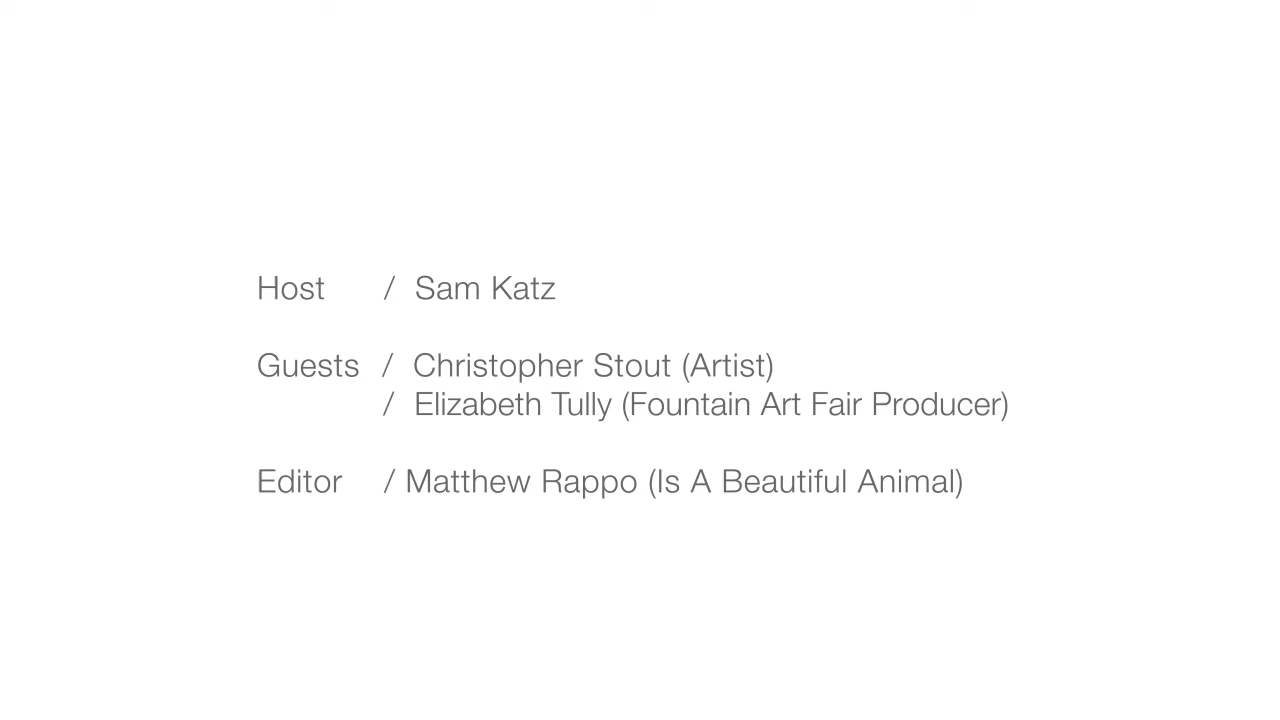 Host / Sam Katz
Guests / Christopher Stout (Artist)
/ Elizabeth Tully (Fountain Art Fair Producer)
Editor / Matthew Rappo (Is A Beautiful Animal)